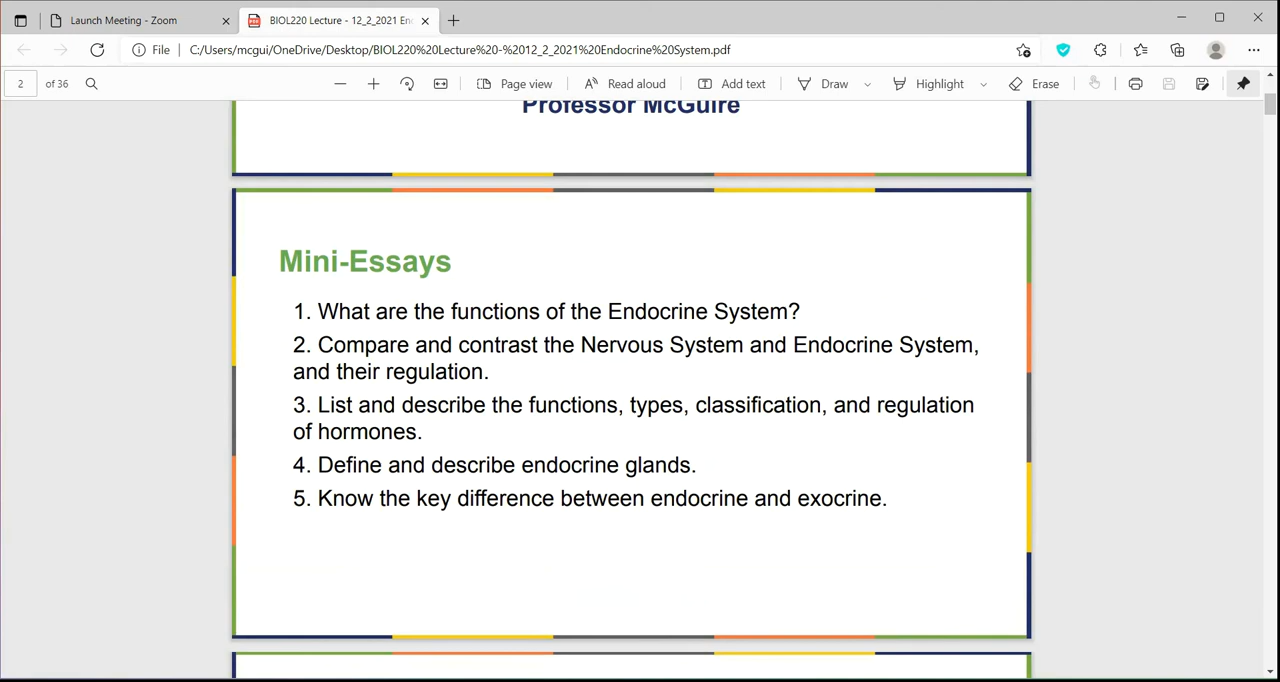 Launch Meeting - Zoom
BIOL220 Lecture - 12_2_2021 En
File C:/Users/mcgui/OneDrive/Desktop/BIOL220%20Lecture%20-%2012_2_2021%20Endocrine%20System.pdf
2 of 36 Page view Read aloud Add text Draw Highlight Erase
Professor McGuire
Mini-Essays
1. What are the functions of the Endocrine System?
2. Compare and contrast the Nervous System and Endocrine System,
and their regulation.
3. List and describe the functions, types, classification, and regulation
of hormones.
4. Define and describe endocrine glands.
5. Know the key difference between endocrine and exocrine.